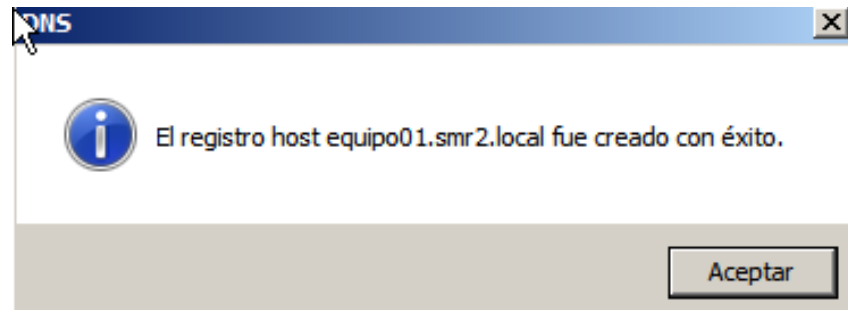 DNS
El registro host equipo01.smr2.local fue creado con éxito.
Aceptar